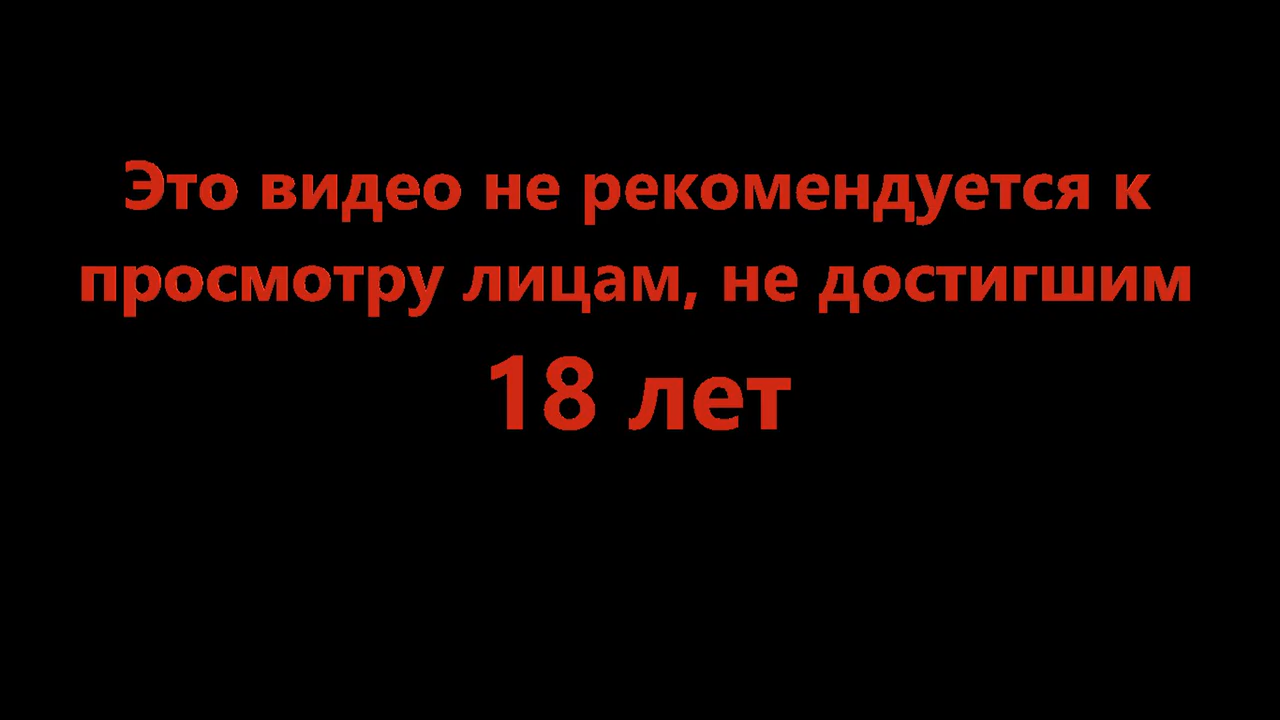 Это видео не рекомендуется к
просмотру лицам, не достигшим
18 лет